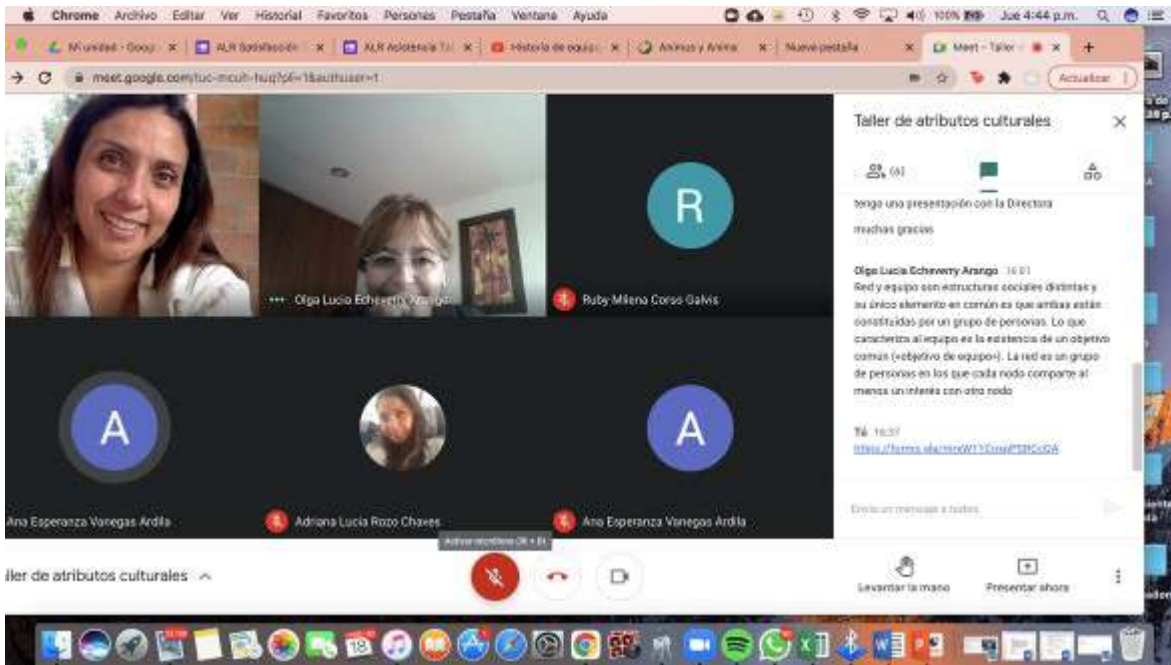 Chrome Archivo Editar Ver Historial Favoritos Personas Pestaña Ventana Ayuda
100% Jue 4:44 p.m.
Mi unidad - Googl
ALR Satisfacción
ALR Asistencia
Historia de equipo
Animus y Anima
Nueva pestaña
Meet - Taller
meet.google.com/
Actualizar
Taller de atributos culturales
(6)
tengo una presentación con la Directora
muchas gracias
Olga Lucia Echeverry Arango 16:01
Red y equipo son estructuras sociales distintas y
su único elemento en común es que ambas están
constituidas por un grupo de personas. Lo que
caracteriza al equipo es la existencia de un objetivo
común («objetivo de equipo»). La red es un grupo
de personas en los que cada nodo comparte al
menos un interés con otro nodo
Tú 16:37
Envía un mensaje a todos
Olga Lucia Echeverry Arango
R
Ruby Milena Corso Galvis
A
Ana Esperanza Vanegas Ardila
Adriana Lucia Rozo Chaves
A
Ana Esperanza Vanegas Ardila
Activar micrófono
ller de atributos culturales
Levantar la mano
Presentar ahora
18